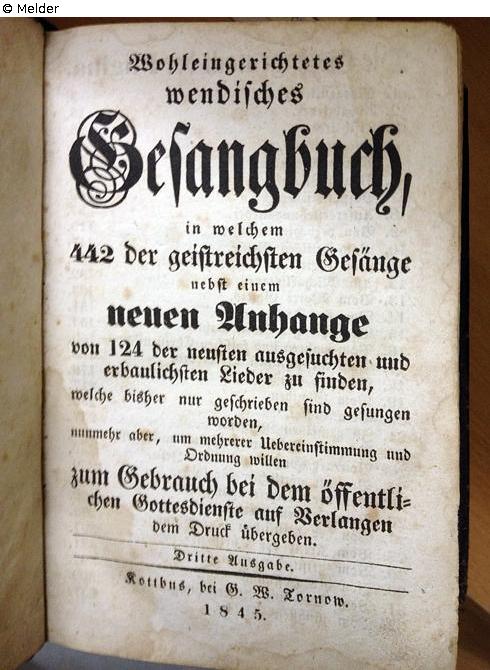 © Melder
Wohleingerichtetes
wendisches
Gesangbuch,
in welchem
442 der geistreichsten Gesänge
nebst einem
neuen Anhange
von 124 der neusten ausgesuchten und
erbaulichsten Lieder zu finden,
welche bisher nur geschrieben sind gesungen
worden,
nunmehr aber, um mehrerer Uebereinstimmung und
Ordnung willen
zum Gebrauch bei dem öffentli=
chen Gottesdienste auf Verlangen
dem Druck übergeben.
Dritte Ausgabe.
Kottbus, bei G. W. Tornow.
1845.